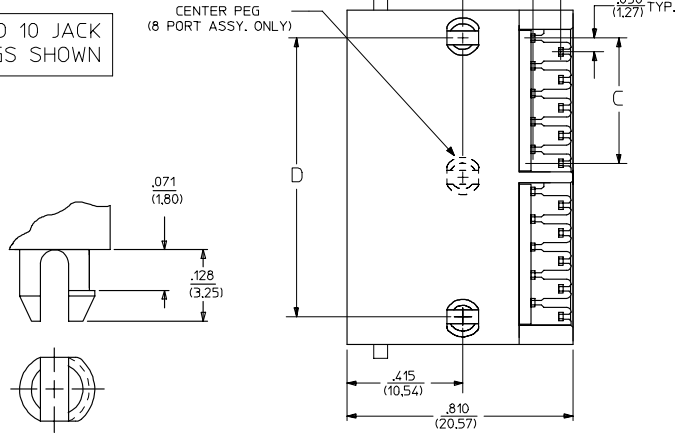 CENTER PEG
(8 PORT ASSY. ONLY)
TYP.
(1.27)
10 JACK
SHOWN
C
D
.071
(1.80)
.128
(3.25)
.415
(10.54)
.810
(20.57)